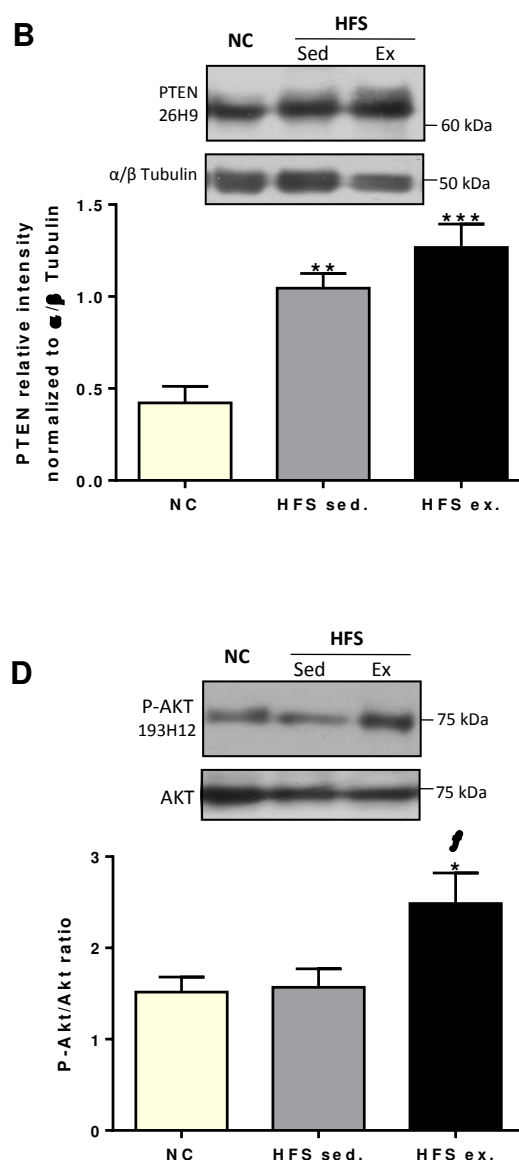 B
NC
HFS
Sed Ex
PTEN
26H9
60 kDa
α/β Tubulin
50 kDa
PTEN relative intensity
normalized to α/β Tubulin
1.5
1.0
0.5
0.0
**
***
NC HFS sed. HFS ex.
D
NC
HFS
Sed Ex
P-AKT
193H12
75 kDa
AKT
75 kDa
P-Akt/Akt ratio
3
2
1
0
*
NC HFS sed. HFS ex.